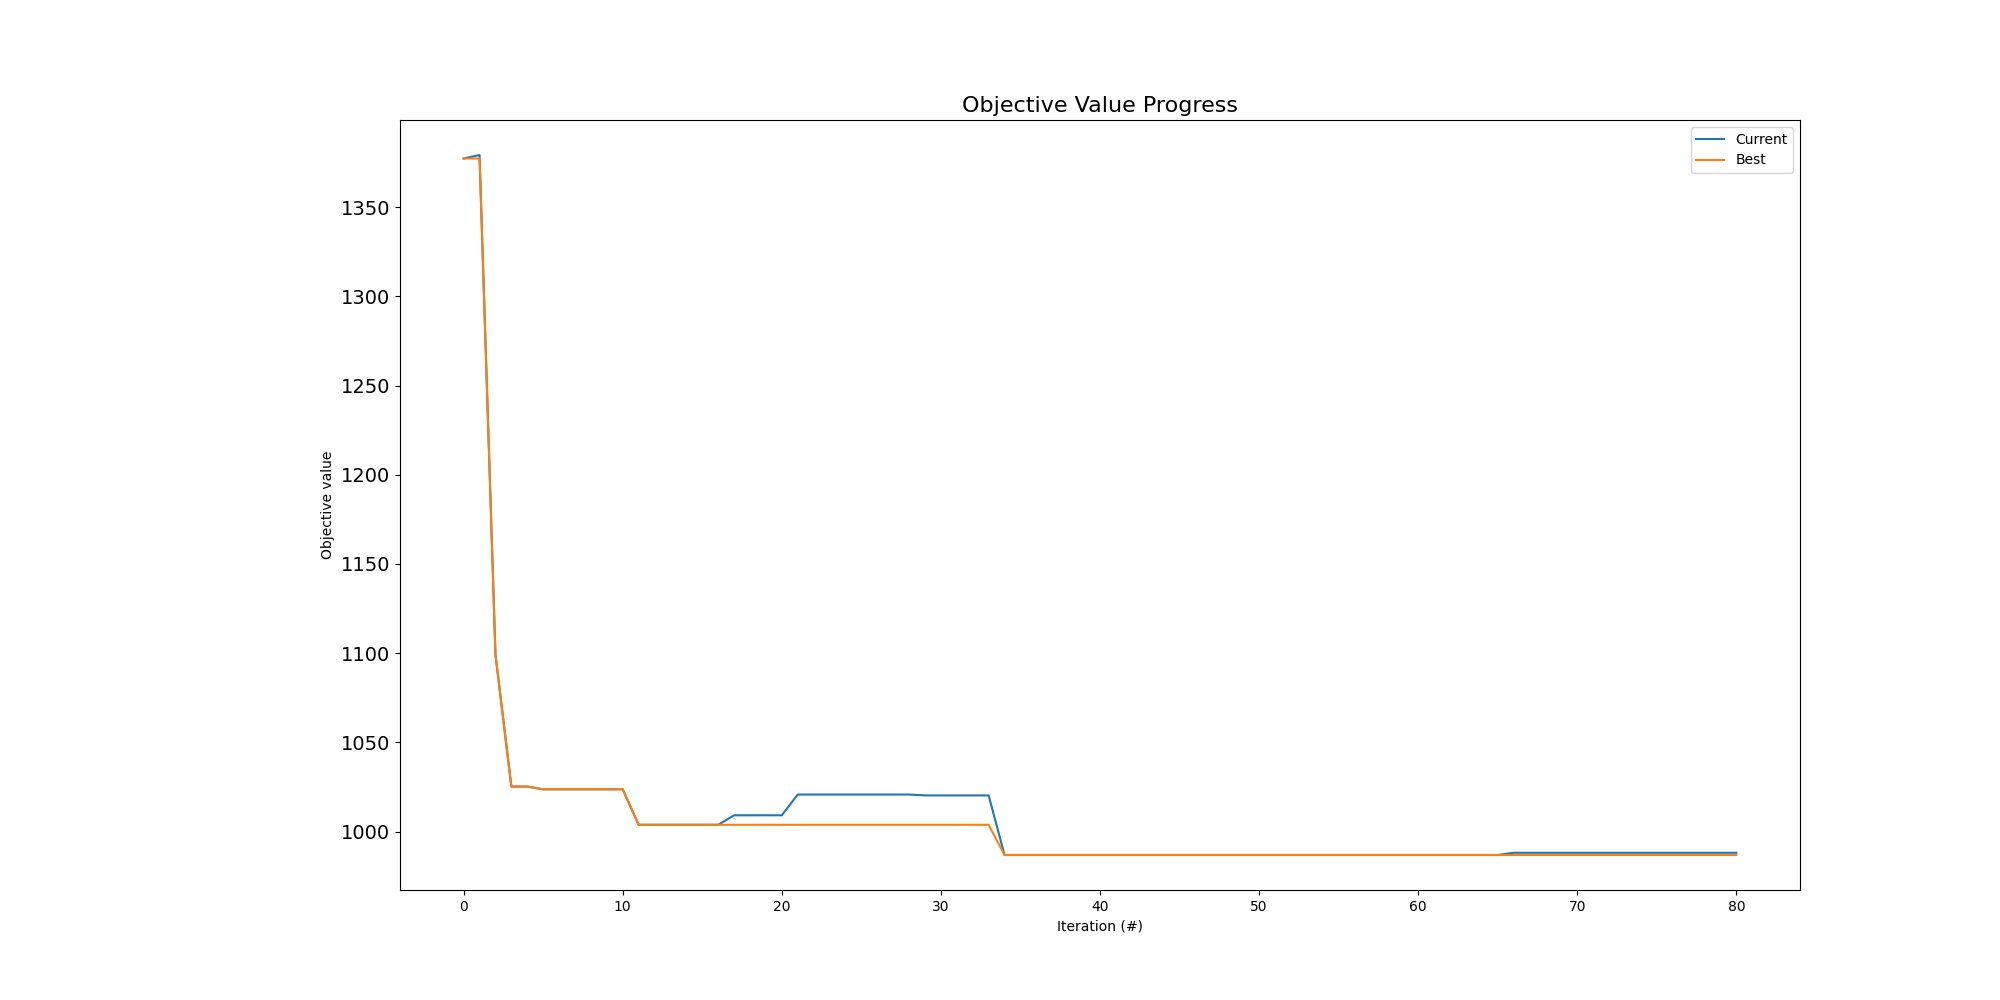 Objective Value Progress
Current
Best
1350
1300
1250
1200
1150
1100
1050
1000
Objective value
0 10 20 30 40 50 60 70 80
Iteration (#)